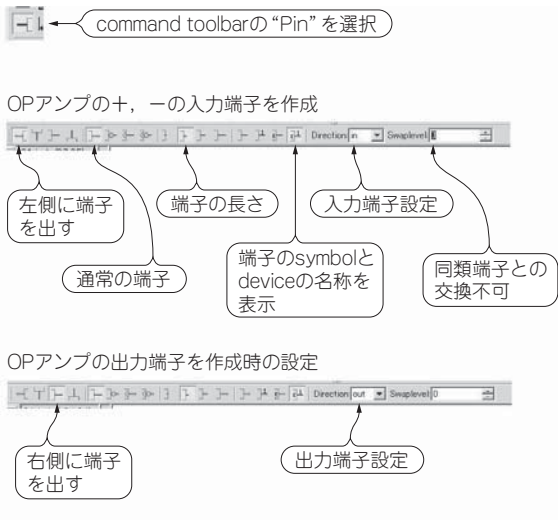 command toolbarの“Pin”を選択
OPアンプの＋，－の入力端子を作成
Direction in Swaplevel
左側に端子
を出す
通常の端子
端子の長さ
端子のsymbolと
deviceの名称を
表示
入力端子設定
同類端子との
交換不可
OPアンプの出力端子を作成時の設定
Direction out Swaplevel 0
右側に端子
を出す
出力端子設定